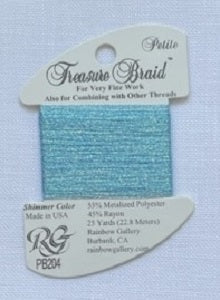 Petite
Treasure Braid™
For Very Fine Work
Also for Combining with Other Threads
Shimmer Color
Made in USA
RG
PB204
55% Metalized Polyester
45% Rayon
25 Yards (22.8 Meters)
Rainbow Gallery
Burbank, CA
rainbowgallery.com